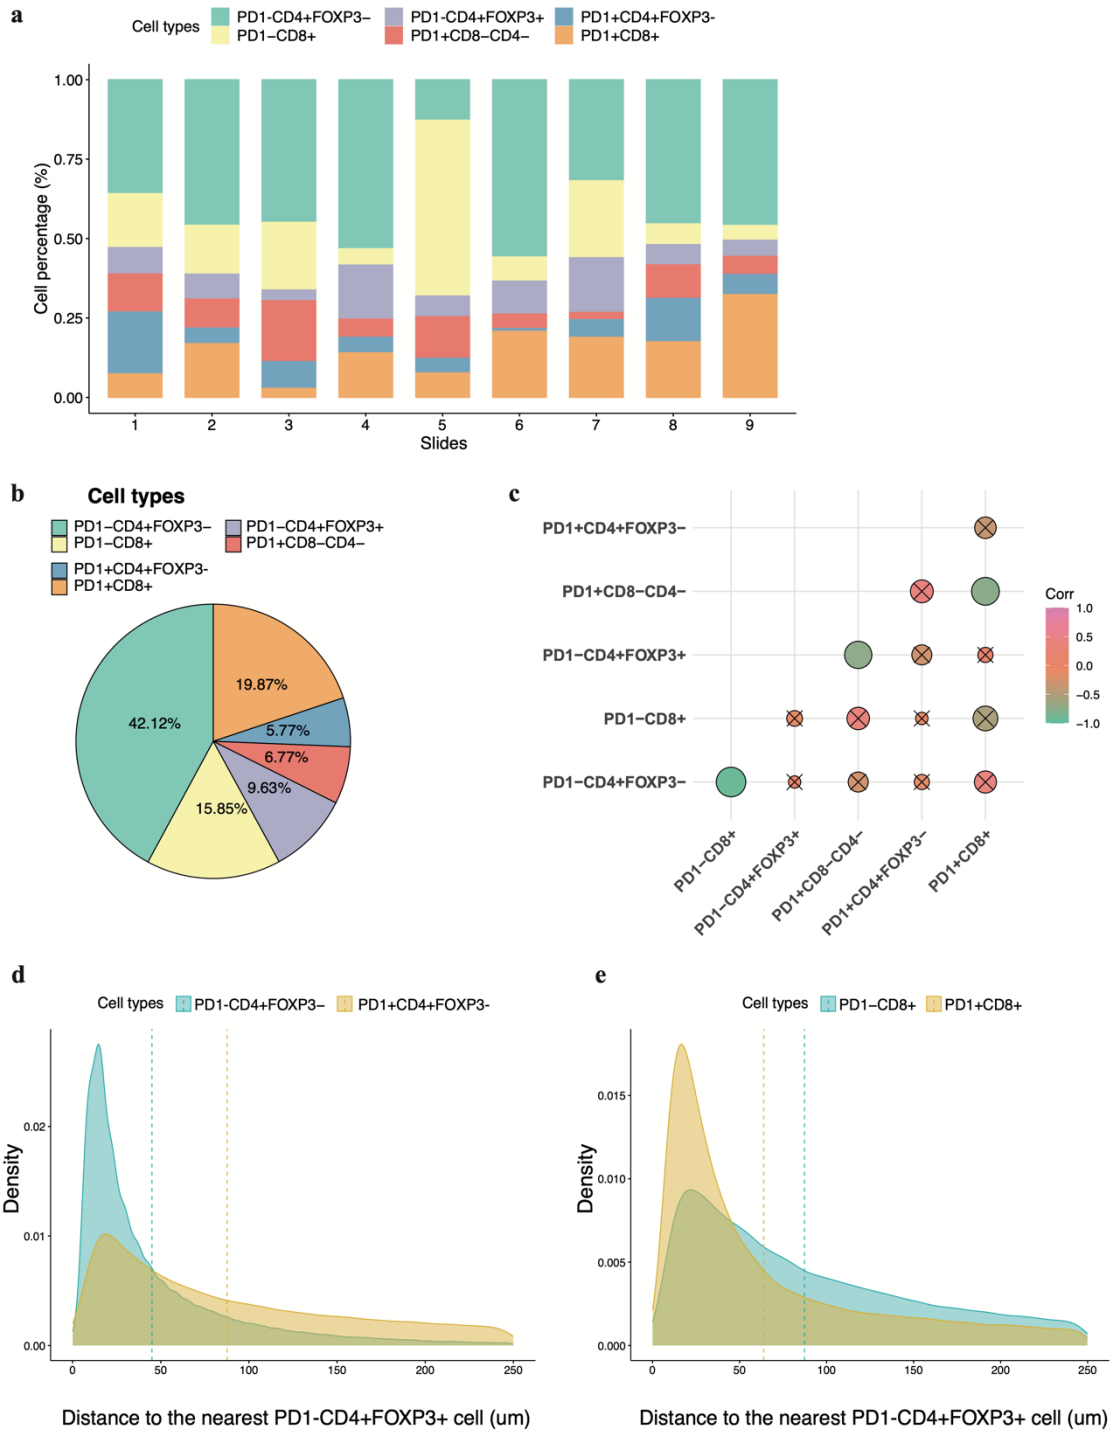 a
Cell types
PD1-CD4+FOXP3− PD1-CD4+FOXP3+ PD1+CD4+FOXP3-
PD1−CD8+ PD1+CD8−CD4− PD1+CD8+
Cell percentage (%)
1.00
0.75
0.50
0.25
0.00
1 2 3 4 5 6 7 8 9
Slides
b
Cell types
PD1−CD4+FOXP3− PD1−CD4+FOXP3+
PD1−CD8+ PD1+CD8−CD4−
PD1+CD4+FOXP3-
PD1+CD8+
19.87%
42.12%
5.77%
6.77%
9.63%
15.85%
c
PD1+CD4+FOXP3−
PD1+CD8−CD4−
PD1−CD4+FOXP3+
PD1−CD8+
PD1−CD4+FOXP3−
PD1−CD8+
PD1−CD4+FOXP3+
PD1+CD8−CD4−
PD1+CD4+FOXP3−
PD1+CD8+
Corr
1.0
0.5
0.0
−0.5
−1.0
d
Cell types PD1-CD4+FOXP3− PD1+CD4+FOXP3-
Density
0.02
0.01
0.00
0 50 100 150 200 250
Distance to the nearest PD1-CD4+FOXP3+ cell (um)
e
Cell types PD1−CD8+ PD1+CD8+
Density
0.015
0.010
0.005
0.000
0 50 100 150 200 250
Distance to the nearest PD1-CD4+FOXP3+ cell (um)